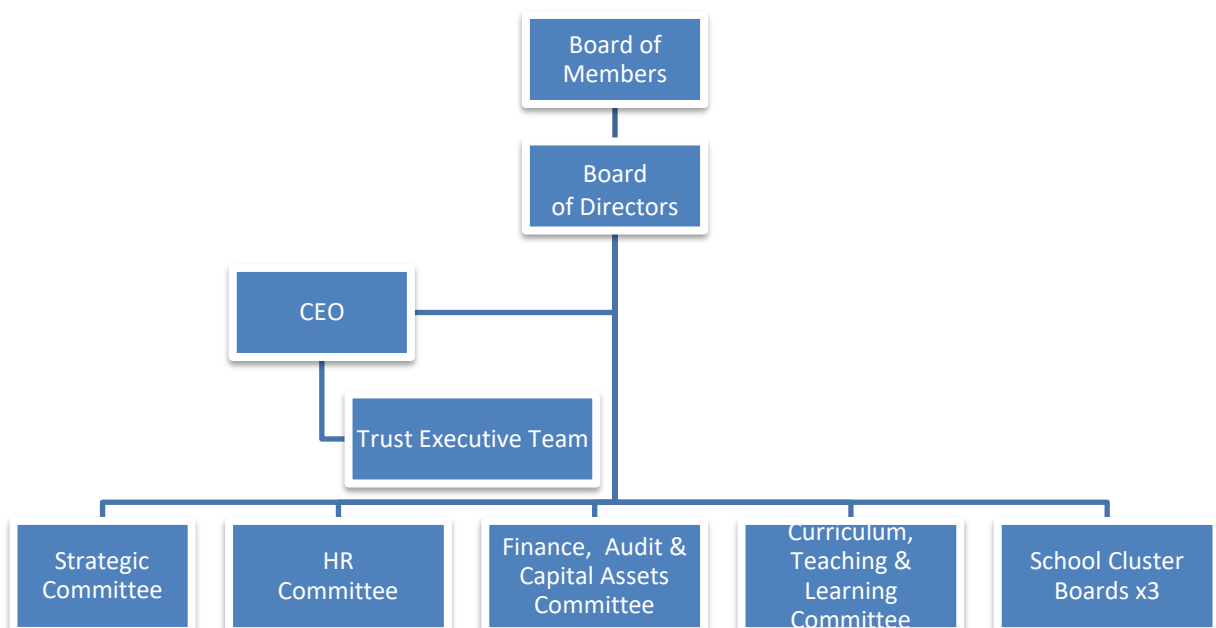 Board of
Members
Board
of Directors
CEO
Trust Executive Team
Strategic
Committee
HR
Committee
Finance, Audit &
Capital Assets
Committee
Curriculum,
Teaching &
Learning
Committee
School Cluster
Boards x3